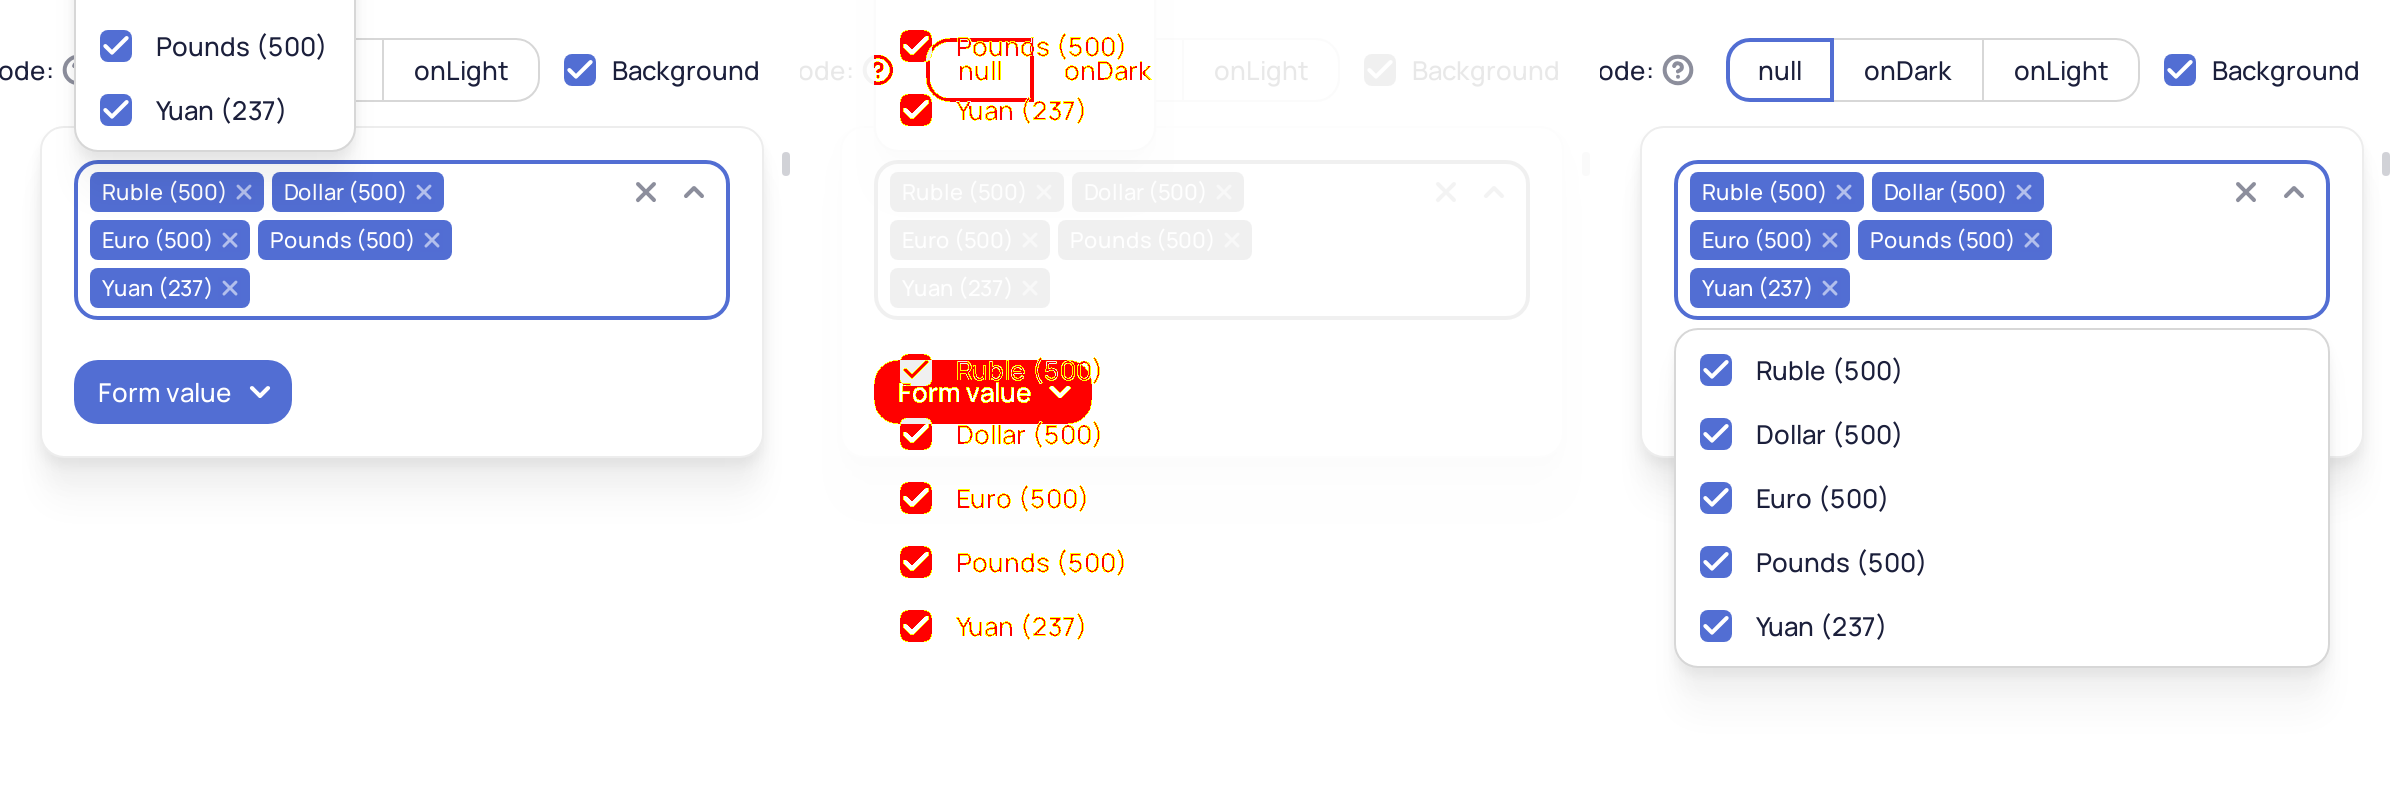 Pounds (500)
ode: onLight Background
Yuan (237)
Ruble (500) Dollar (500)
Euro (500) Pounds (500)
Yuan (237)
Form value
Pounds (500)
ode: ? null onDark onLight Background
Yuan (237)
Ruble (500) Dollar (500)
Euro (500) Pounds (500)
Yuan (237)
Ruble (500)
Form value
Dollar (500)
Euro (500)
Pounds (500)
Yuan (237)
ode: ? null onDark onLight Background
Ruble (500) Dollar (500)
Euro (500) Pounds (500)
Yuan (237)
Ruble (500)
Dollar (500)
Euro (500)
Pounds (500)
Yuan (237)